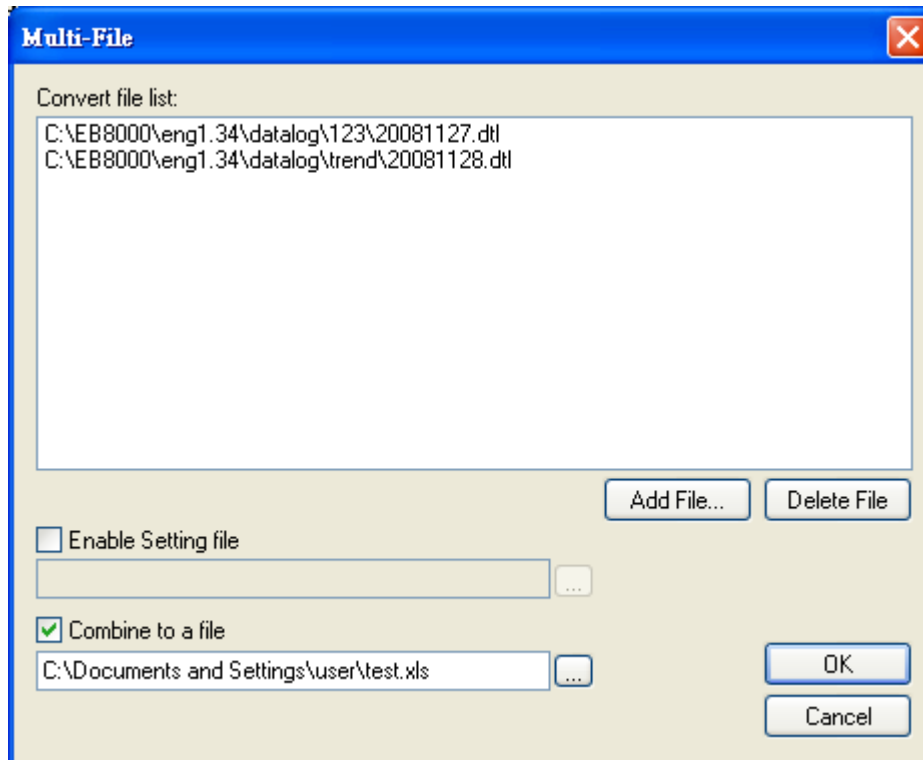 Multi-File
Convert file list:
C:\EB8000\eng1.34\datalog\123\20081127.dtl
C:\EB8000\eng1.34\datalog\trend\20081128.dtl
Add File...
Delete File
Enable Setting file
...
Combine to a file
C:\Documents and Settings\user\test.xls
...
OK
Cancel